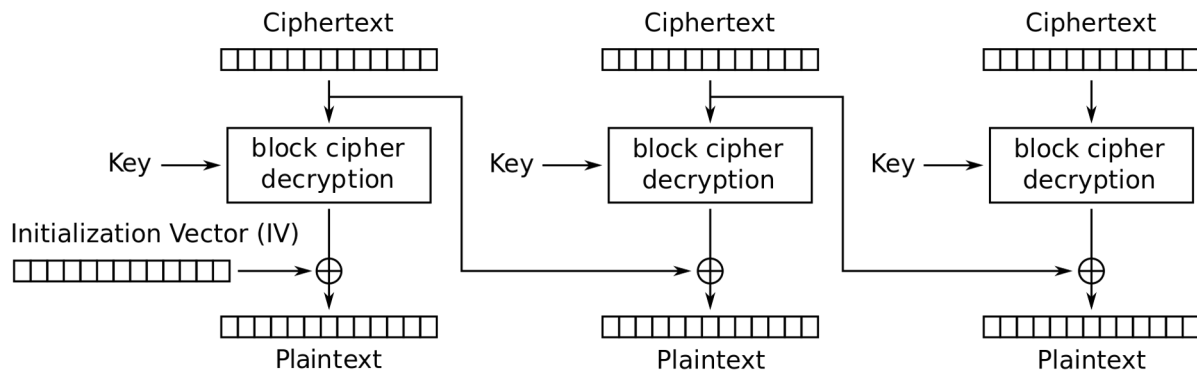 Ciphertext
Ciphertext
Ciphertext
block cipher
decryption
block cipher
decryption
block cipher
decryption
Key
Key
Key
Initialization Vector (IV)
Plaintext
Plaintext
Plaintext